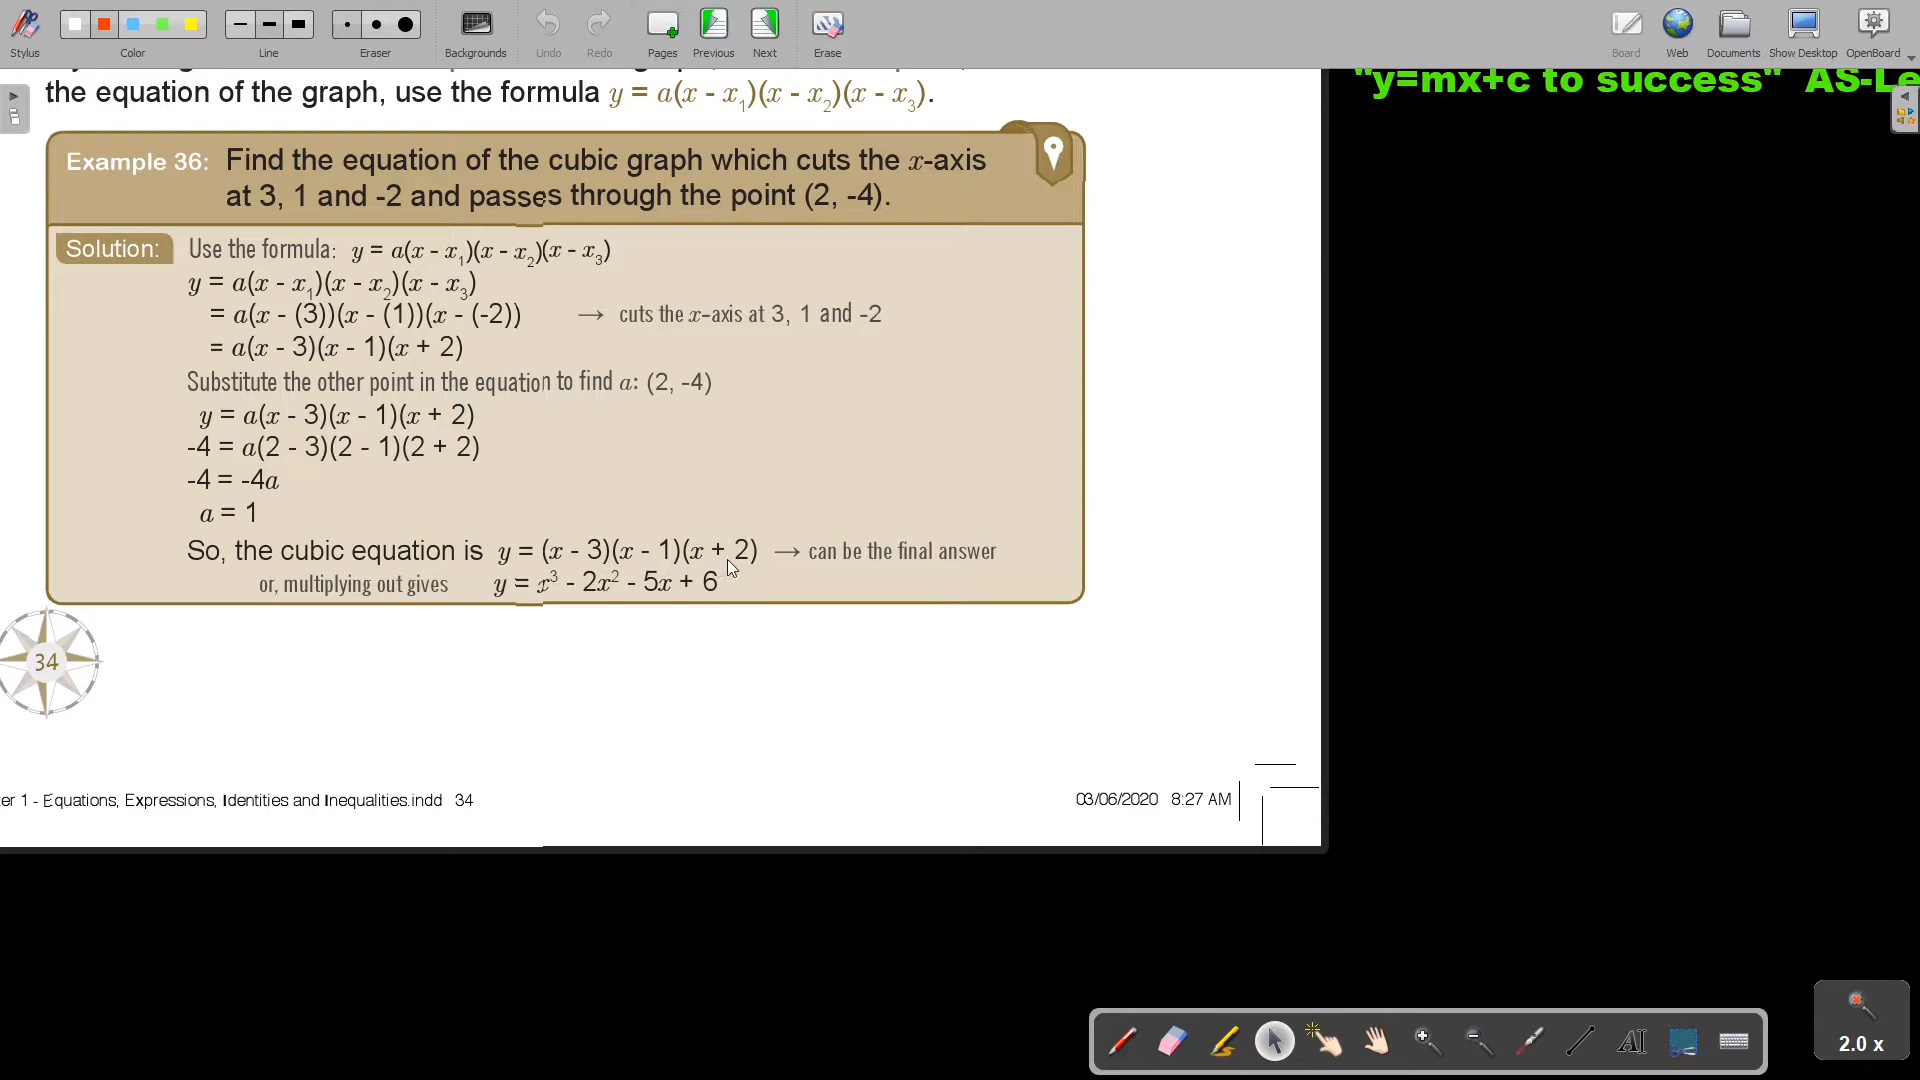 Stylus Color Line Eraser Backgrounds Undo Redo Pages Previous Next Erase Board Web Documents Show Desktop OpenBoard
"y=mx+c to success" AS-Le
the equation of the graph, use the formula y = a(x - x₁)(x - x₂)(x - x₃).
Example 36: Find the equation of the cubic graph which cuts the x-axis
at 3, 1 and -2 and passes through the point (2, -4).
Solution: Use the formula: y = a(x - x₁)(x - x₂)(x - x₃)
y = a(x - x₁)(x - x₂)(x - x₃)
= a(x - (3))(x - (1))(x - (-2)) → cuts the x-axis at 3, 1 and -2
= a(x - 3)(x - 1)(x + 2)
Substitute the other point in the equation to find a: (2, -4)
y = a(x - 3)(x - 1)(x + 2)
-4 = a(2 - 3)(2 - 1)(2 + 2)
-4 = -4a
a = 1
So, the cubic equation is y = (x - 3)(x - 1)(x + 2) → can be the final answer
or, multiplying out gives y = x³ - 2x² - 5x + 6
34
er 1 - Equations, Expressions, Identities and Inequalities.indd 34
03/06/2020 8:27 AM
2.0 x